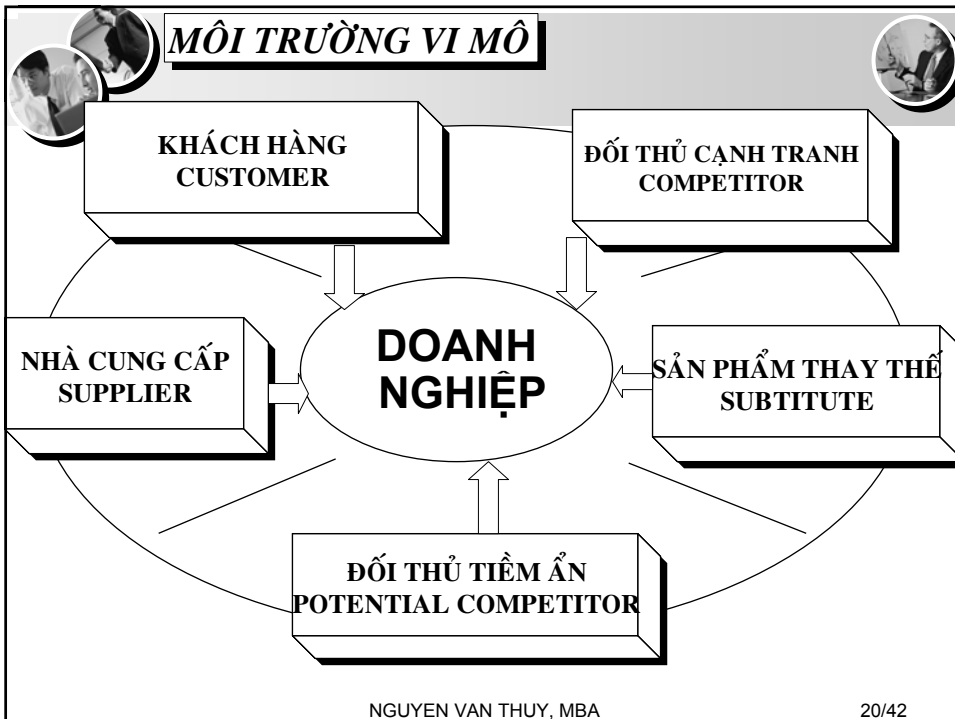 MÔI TRƯỜNG VI MÔ
KHÁCH HÀNG
CUSTOMER
ĐỐI THỦ CẠNH TRANH
COMPETITOR
NHÀ CUNG CẤP
SUPPLIER
DOANH
NGHIỆP
SẢN PHẨM THAY THẾ
SUBTITUTE
ĐỐI THỦ TIỀM ẨN
POTENTIAL COMPETITOR
NGUYEN VAN THUY, MBA
20/42